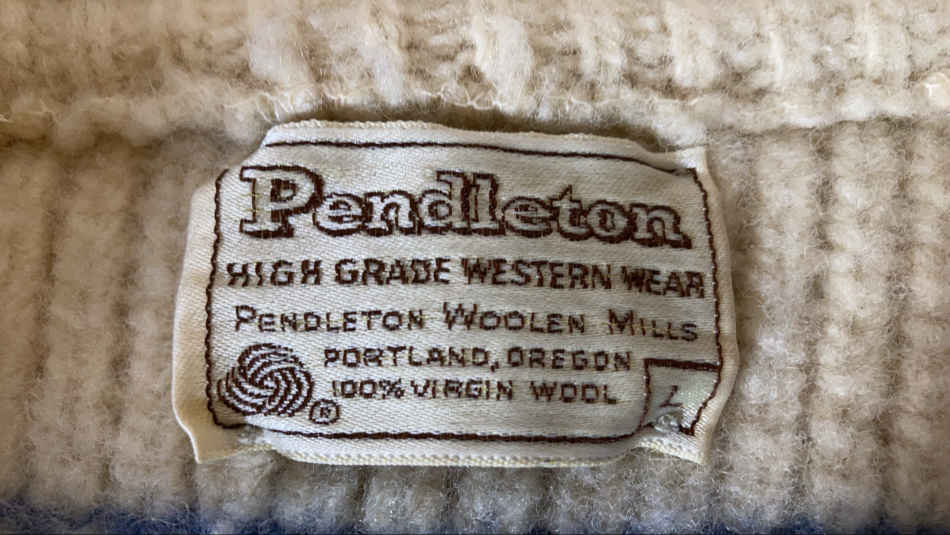 Pendleton
HIGH GRADE WESTERN WEAR
PENDLETON WOOLEN MILLS
PORTLAND, OREGON
100% VIRGIN WOOL
®
L